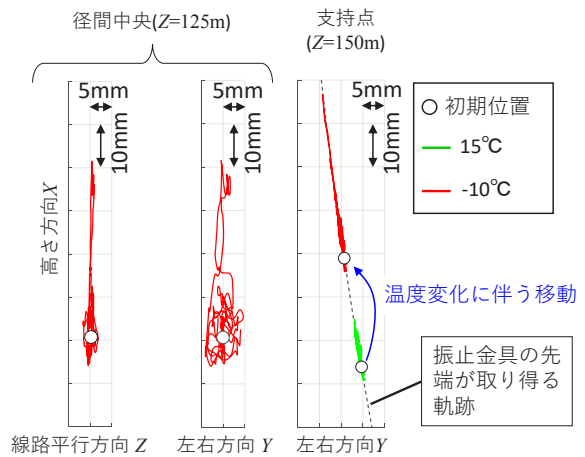 径間中央(Z=125m)
支持点
(Z=150m)
5mm
10mm
5mm
10mm
5mm
10mm
初期位置
15℃
-10℃
高さ方向X
温度変化に伴う移動
振止金具の先
端が取り得る
軌跡
線路平行方向 Z
左右方向 Y
左右方向Y